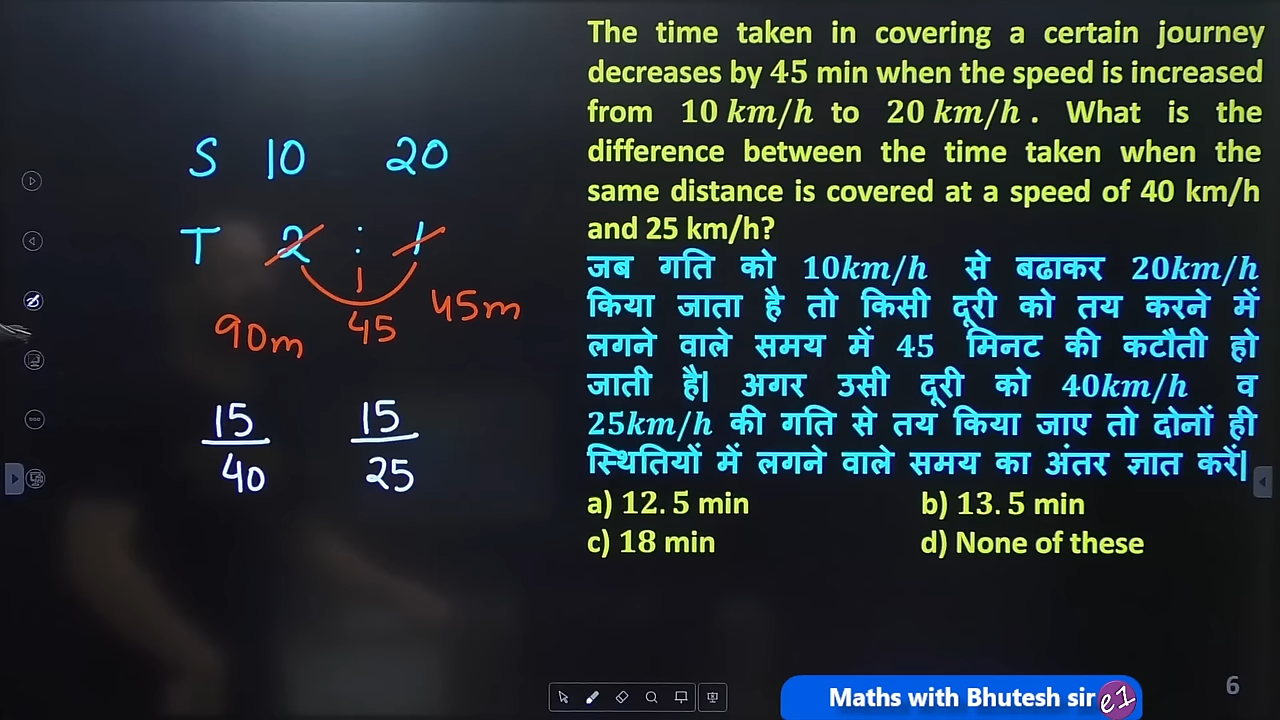 S 10 20
T 2 : 1
1
90m 45 45m
15 15
40 25
The time taken in covering a certain journey
decreases by 45 min when the speed is increased
from 10 km/h to 20 km/h . What is the
difference between the time taken when the
same distance is covered at a speed of 40 km/h
and 25 km/h?
जब गति को 10km/h से बढाकर 20km/h
किया जाता है तो किसी दूरी को तय करने में
लगने वाले समय में 45 मिनट की कटौती हो
जाती है| अगर उसी दूरी को 40km/h व
25km/h की गति से तय किया जाए तो दोनों ही
स्थितियों में लगने वाले समय का अंतर ज्ञात करें|
a) 12. 5 min b) 13. 5 min
c) 18 min d) None of these
Maths with Bhutesh sir e1
6